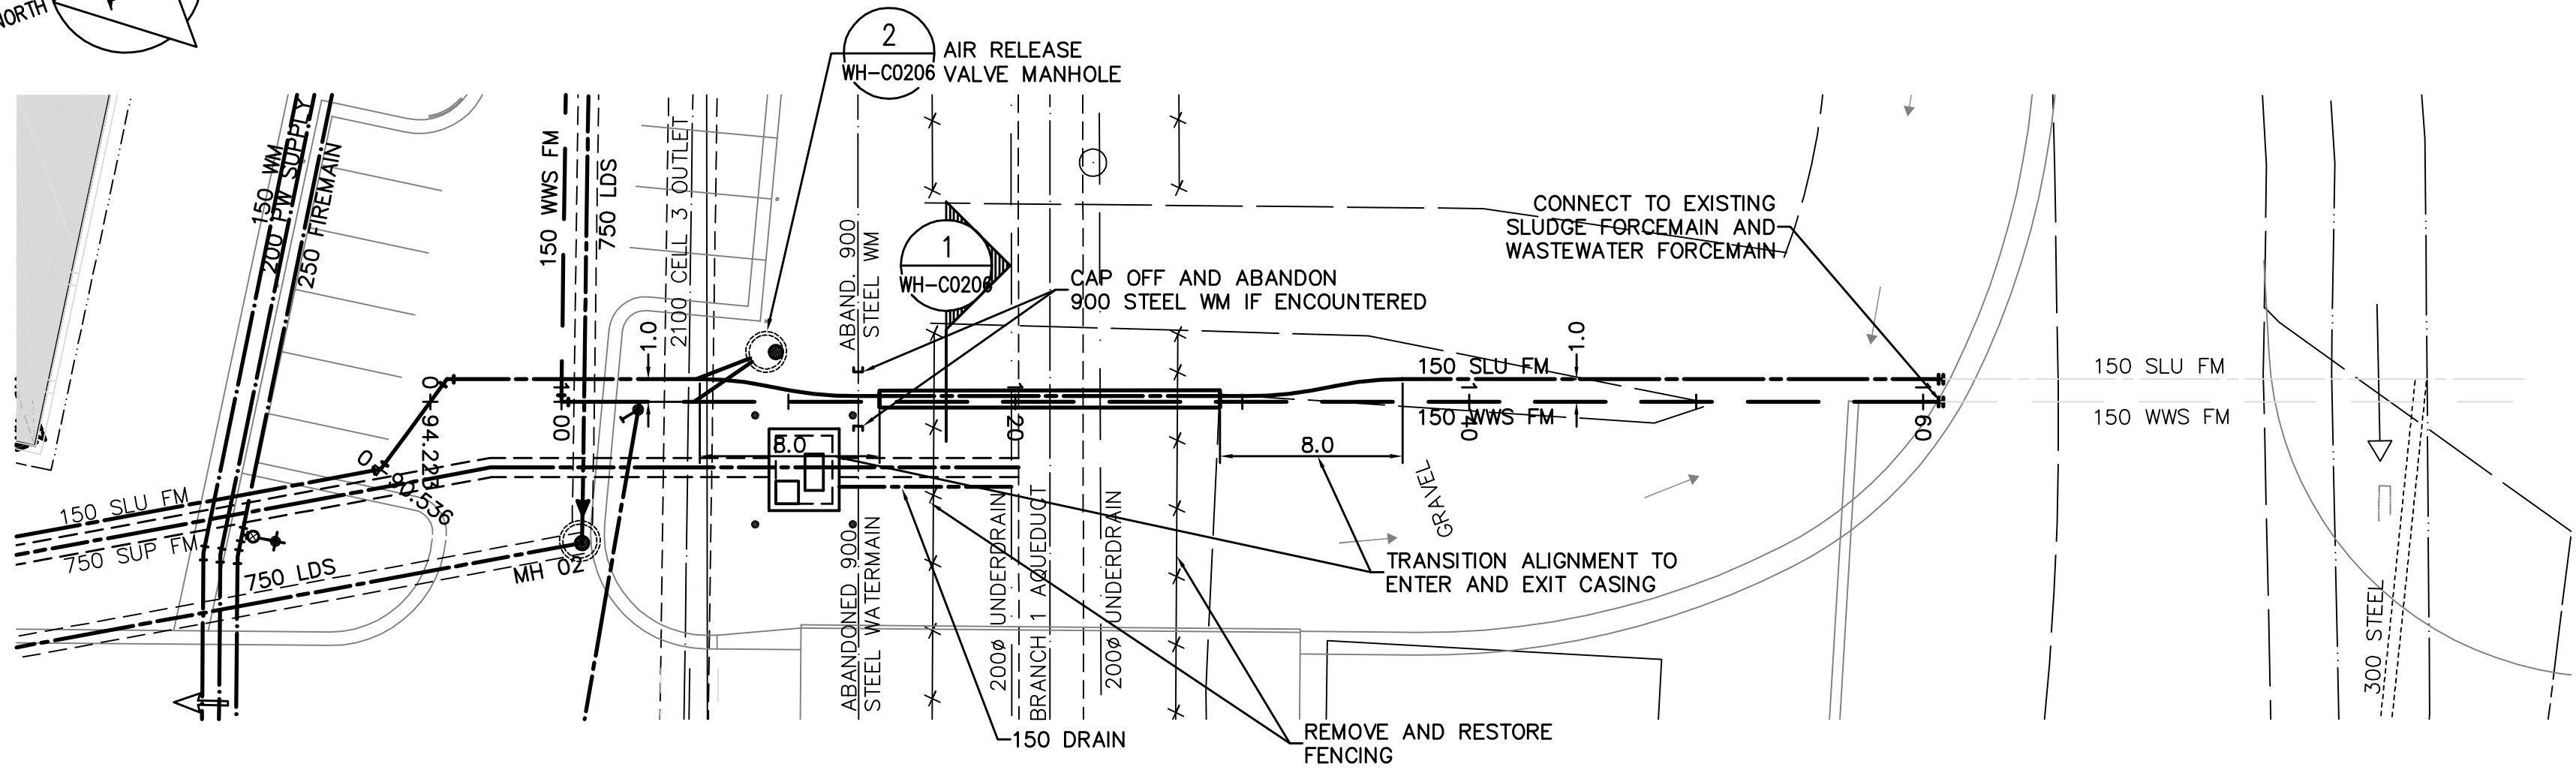 NORTH
2
WH-C0206
AIR RELEASE
VALVE MANHOLE
150 WM
200 PW SUPPLY
250 FIREMAIN
150 WWS FM
750 LDS
2100 CELL 3 OUTLET
ABAND. 900
STEEL WM
1
WH-C0206
CAP OFF AND ABANDON
900 STEEL WM IF ENCOUNTERED
CONNECT TO EXISTING
SLUDGE FORCEMAIN AND
WASTEWATER FORCEMAIN
1.0
1.0
150 SLU FM
150 WWS FM
150 SLU FM
150 WWS FM
0+94.223
0+90.536
1+00
1+20
1+40
1+60
8.0
8.0
150 SLU FM
750 SUP FM
750 LDS
MH 02
GRAVEL
ABANDONED 900
STEEL WATERMAIN
200ø UNDERDRAIN
BRANCH 1 AQUEDUCT
200ø UNDERDRAIN
TRANSITION ALIGNMENT TO
ENTER AND EXIT CASING
300 STEEL
150 DRAIN
REMOVE AND RESTORE
FENCING